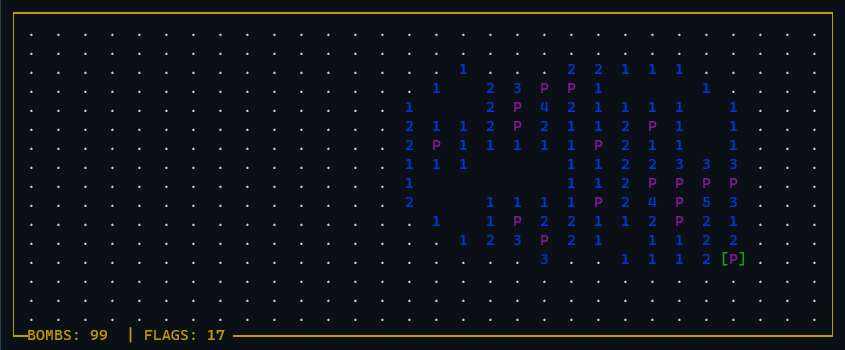 . . . . . . . . . . . . . . . . . . . . . . . . . . . . . .
. . . . . . . . . . . . . . . . . . . . . . . . . . . . . .
. . . . . . . . . . . . . . . . 1 . . . 2 2 1 1 1 . . . . .
. . . . . . . . . . . . . . . 1   2 3 P P 1       1 . . . .
. . . . . . . . . . . . . . 1     2 P 4 2 1 1 1 1   1 . . .
. . . . . . . . . . . . . . 2 1 1 2 P 2 1 1 2 P 1   1 . . .
. . . . . . . . . . . . . . 2 P 1 1 1 1 1 P 2 1 1   1 . . .
. . . . . . . . . . . . . . 1 1 1       1 1 2 2 3 3 3 . . .
. . . . . . . . . . . . . . 1           1 1 2 P P P P . . .
. . . . . . . . . . . . . . 2     1 1 1 1 P 2 4 P 5 3 . . .
. . . . . . . . . . . . . . . 1   1 P 2 2 1 1 2 P 2 1 . . .
. . . . . . . . . . . . . . . . 1 2 3 P 2 1   1 1 2 2 . . .
. . . . . . . . . . . . . . . . . . . 3 . . 1 1 1 2 [P] . . .
. . . . . . . . . . . . . . . . . . . . . . . . . . . . . .
. . . . . . . . . . . . . . . . . . . . . . . . . . . . . .
. . . . . . . . . . . . . . . . . . . . . . . . . . . . . .
BOMBS: 99 | FLAGS: 17